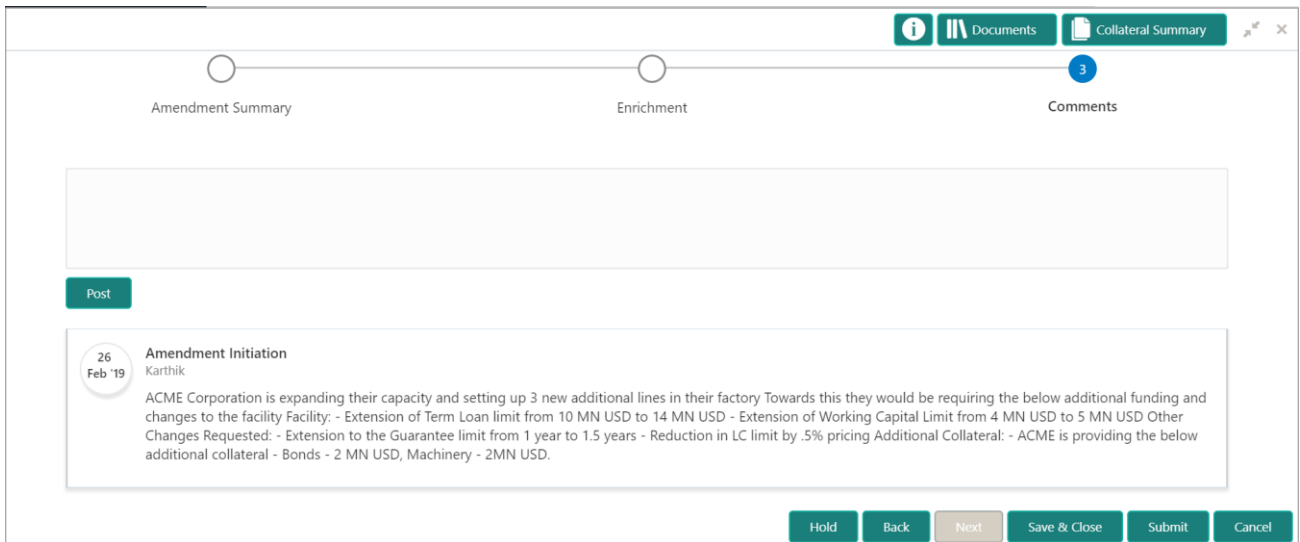 Documents
Collateral Summary
3
Amendment Summary
Enrichment
Comments
Post
26
Feb '19
Amendment Initiation
Karthik
ACME Corporation is expanding their capacity and setting up 3 new additional lines in their factory Towards this they would be requiring the below additional funding and
changes to the facility Facility: - Extension of Term Loan limit from 10 MN USD to 14 MN USD - Extension of Working Capital Limit from 4 MN USD to 5 MN USD Other
Changes Requested: - Extension to the Guarantee limit from 1 year to 1.5 years - Reduction in LC limit by .5% pricing Additional Collateral: - ACME is providing the below
additional collateral - Bonds - 2 MN USD, Machinery - 2MN USD.
Hold
Back
Next
Save & Close
Submit
Cancel